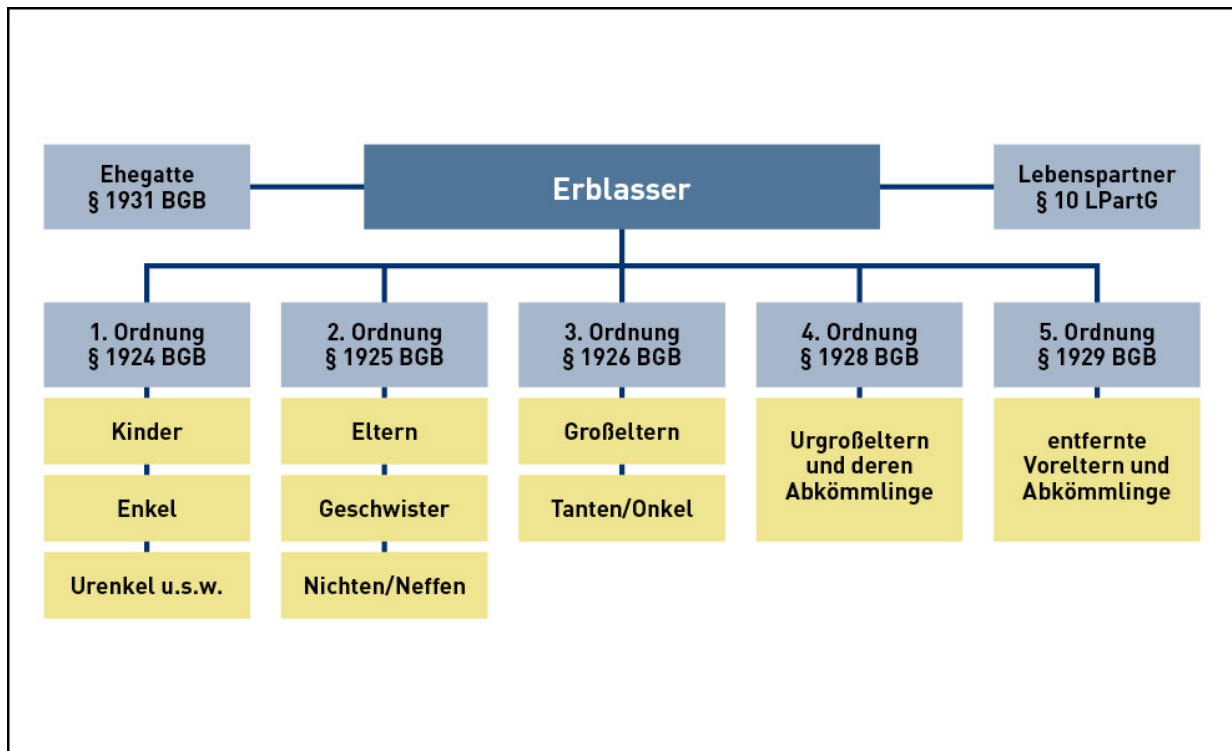 Ehegatte
§ 1931 BGB
Erblasser
Lebenspartner
§ 10 LPartG
1. Ordnung
§ 1924 BGB
2. Ordnung
§ 1925 BGB
3. Ordnung
§ 1926 BGB
4. Ordnung
§ 1928 BGB
5. Ordnung
§ 1929 BGB
Kinder
Enkel
Urenkel u.s.w.
Eltern
Geschwister
Nichten/Neffen
Großeltern
Tanten/Onkel
Urgroßeltern
und deren
Abkömmlinge
entfernte
Voreltern und
Abkömmlinge